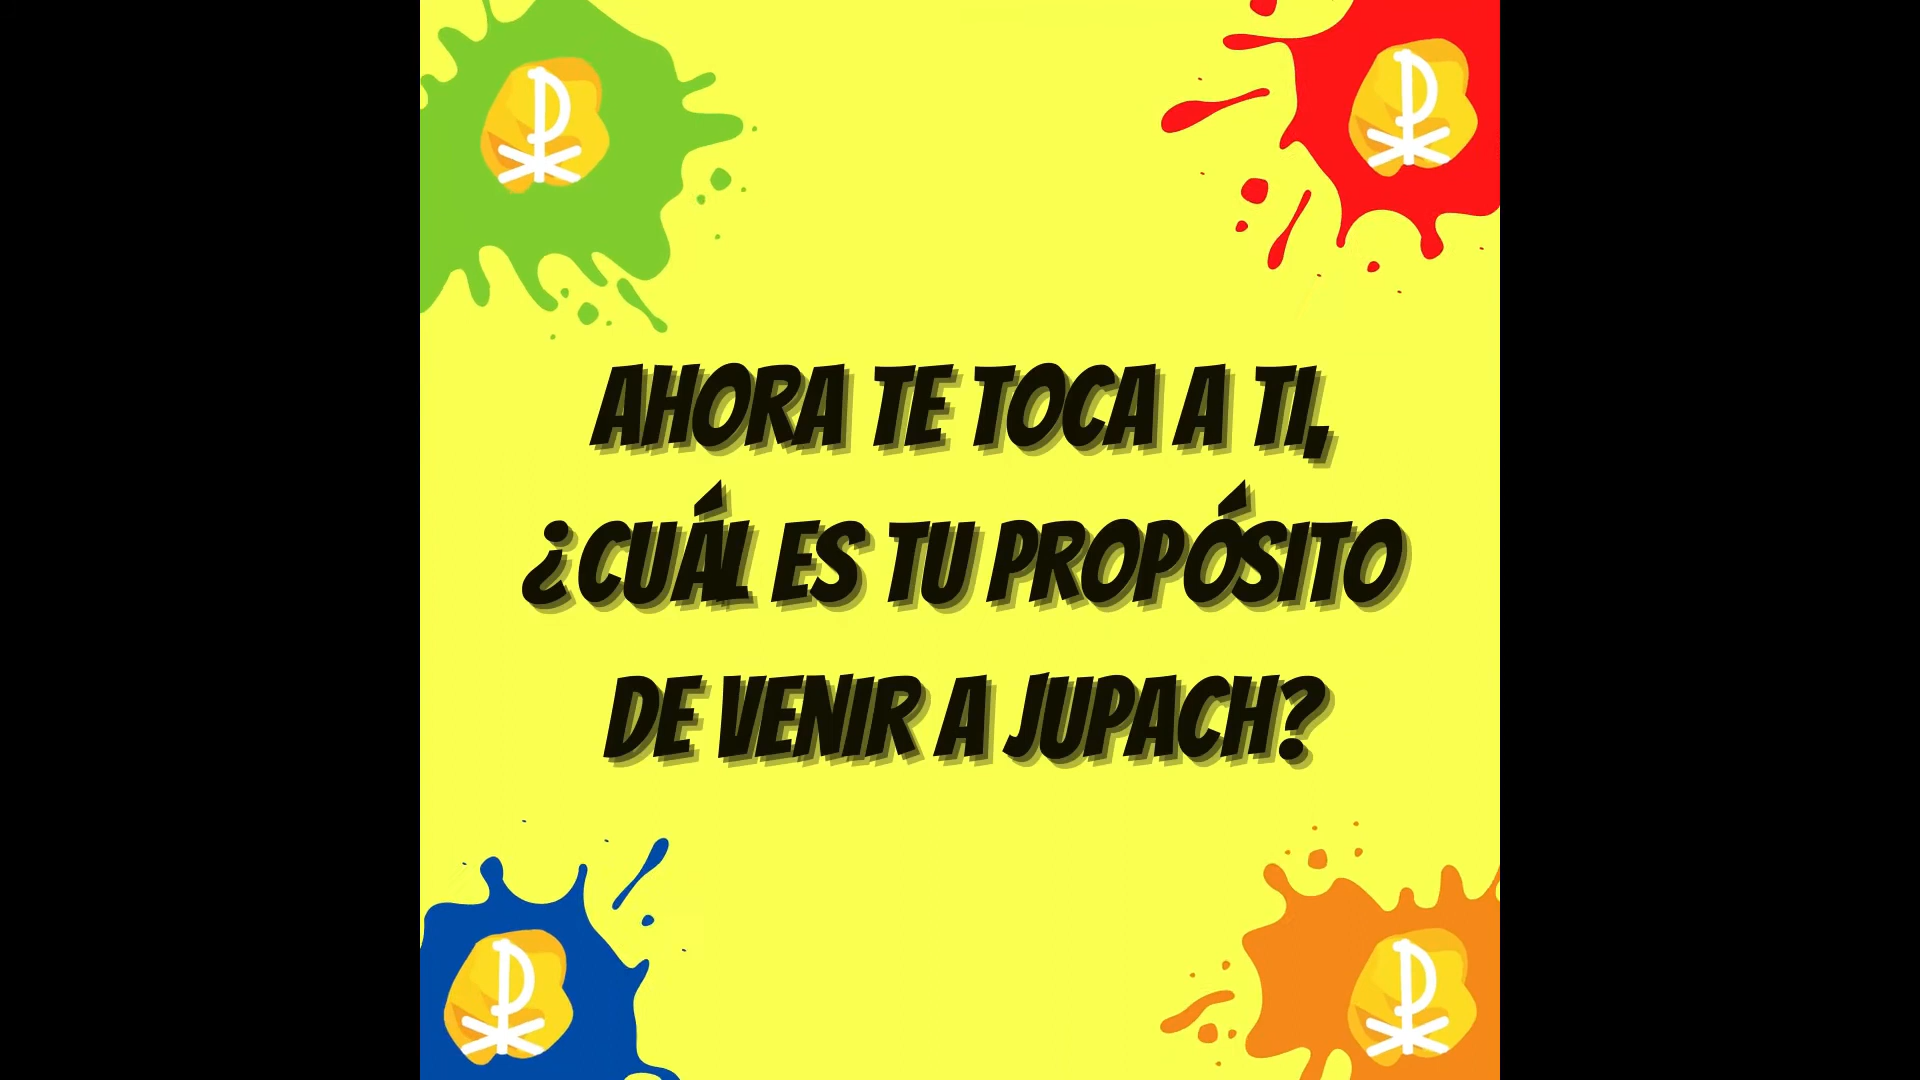 AHORA TE TOCA A TI,
¿CUÁL ES TU PROPÓSITO
DE VENIR A JUPACH?